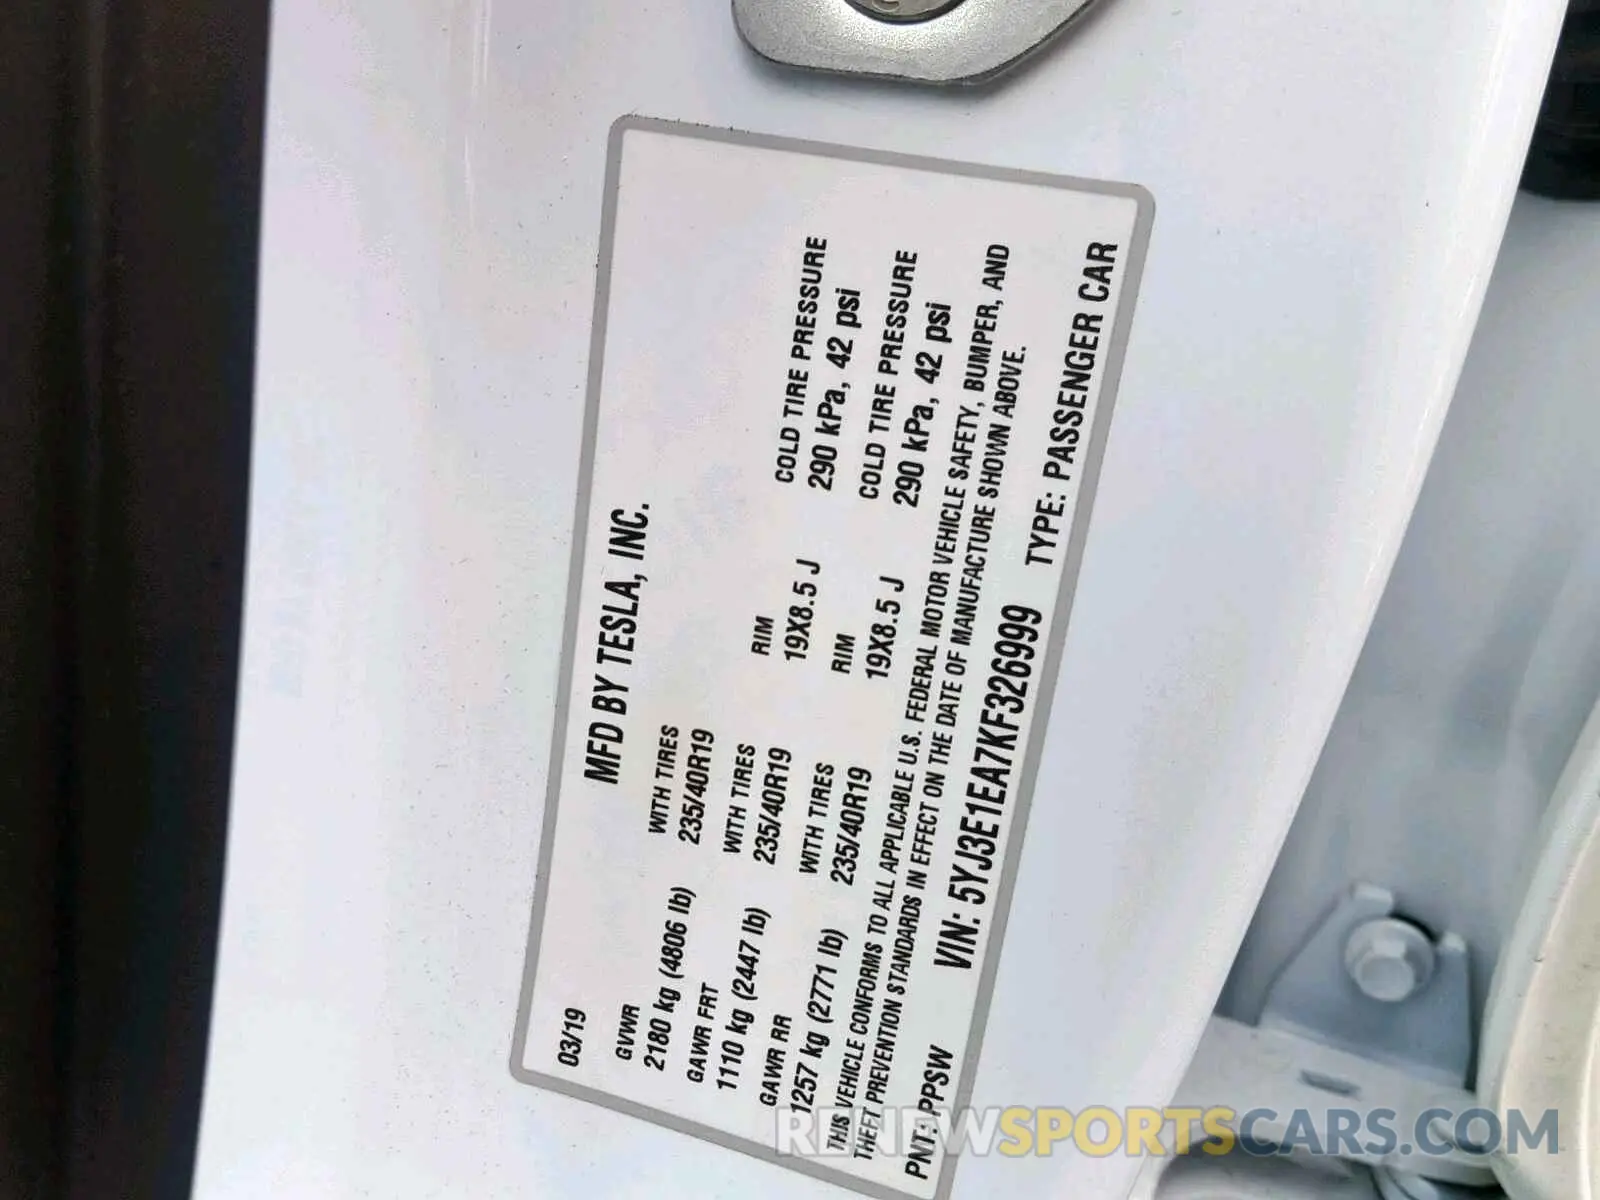 MFD BY TESLA, INC.
03/19
GVWR WITH TIRES
2180 kg (4806 lb) 235/40R19
GAWR FRT WITH TIRES RIM COLD TIRE PRESSURE
1110 kg (2447 lb) 235/40R19 19X8.5 J 290 kPa, 42 psi
GAWR RR WITH TIRES RIM COLD TIRE PRESSURE
1257 kg (2771 lb) 235/40R19 19X8.5 J 290 kPa, 42 psi
THIS VEHICLE CONFORMS TO ALL APPLICABLE U.S. FEDERAL MOTOR VEHICLE SAFETY, BUMPER, AND
THEFT PREVENTION STANDARDS IN EFFECT ON THE DATE OF MANUFACTURE SHOWN ABOVE.
PNT: PPSW VIN: 5YJ3E1EA7KF326999 TYPE: PASSENGER CAR
RENEWSPORTSCARS.COM